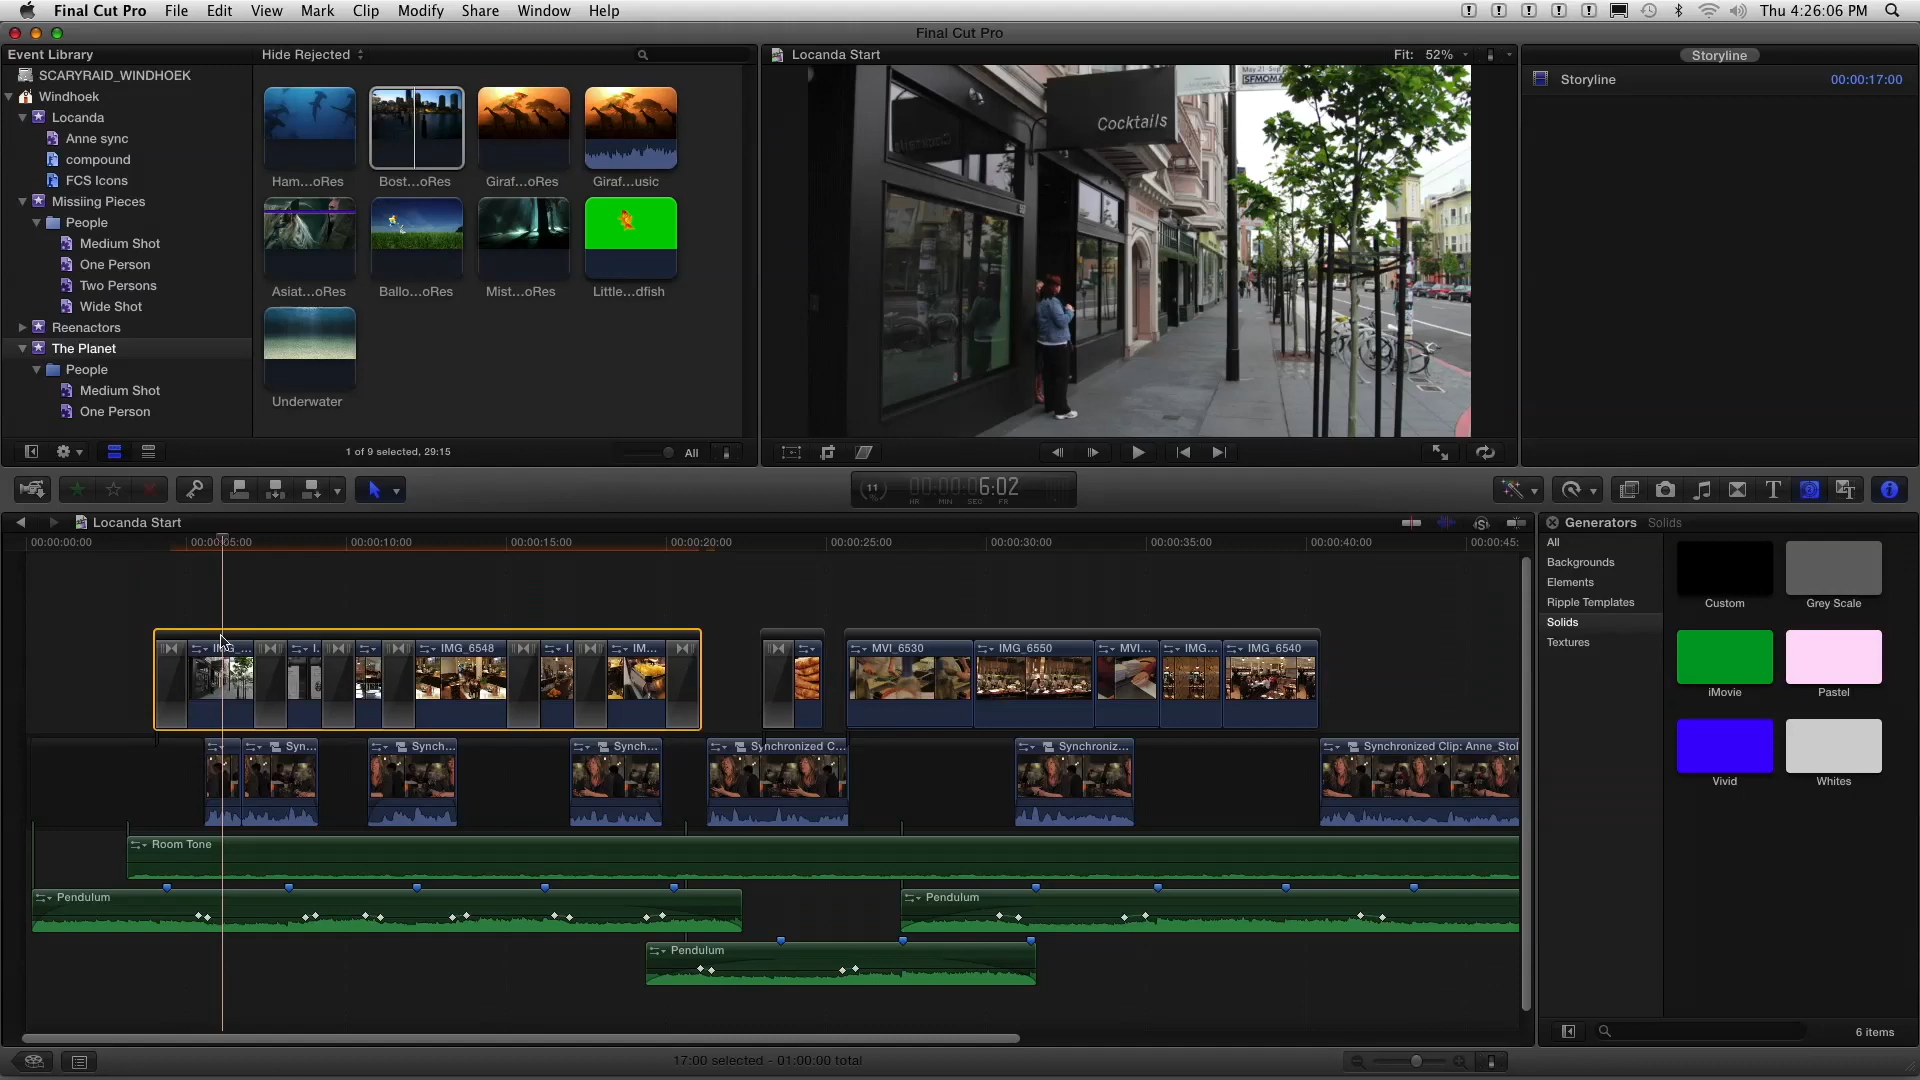 Final Cut Pro File Edit View Mark Clip Modify Share Window Help Thu 4:26:06 PM
Final Cut Pro
Event Library
Hide Rejected
Locanda Start
Fit: 52%
Storyline
SCARYRAID_WINDHOEK
Windhoek
Locanda
Anne sync
compound
FCS Icons
Missiing Pieces
People
Medium Shot
One Person
Two Persons
Wide Shot
Reenactors
The Planet
People
Medium Shot
One Person
Ham...oRes
Bost...oRes
Giraf...oRes
Giraf...usic
Asiat...oRes
Ballo...oRes
Mist...oRes
Little...dfish
Underwater
1 of 9 selected, 29:15
All
Cocktails
SFMOMA
Storyline 00:00:17:00
11
00:00:06:02
HR MIN SEC FR
Locanda Start
00:00:00:00 00:00:05:00 00:00:10:00 00:00:15:00 00:00:20:00 00:00:25:00 00:00:30:00 00:00:35:00 00:00:40:00 00:00:45:
IMG_... I... IMG_6548 I... IM... MVI_6530 IMG_6550 MVI... IMG... IMG_6540
Syn... Synch... Synch... Synchronized C... Synchroniz... Synchronized Clip: Anne_Stol
Room Tone
Pendulum
Pendulum
Pendulum
17:00 selected - 01:00:00 total
Generators Solids
All
Backgrounds
Elements
Ripple Templates
Solids
Textures
Custom
Grey Scale
iMovie
Pastel
Vivid
Whites
6 items